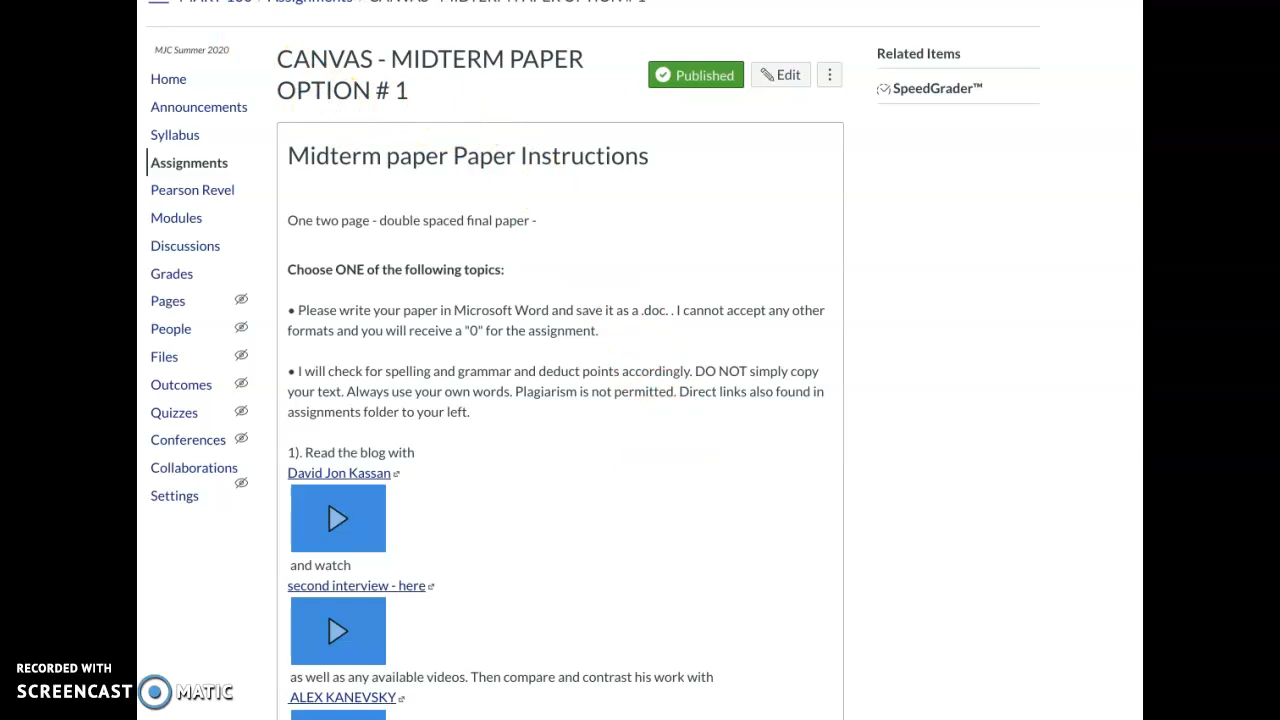 Assignments
CANVAS - MIDTERM PAPER OPTION # 1
MJC Summer 2020
Home
Announcements
Syllabus
Assignments
Pearson Revel
Modules
Discussions
Grades
Pages
People
Files
Outcomes
Quizzes
Conferences
Collaborations
Settings
CANVAS - MIDTERM PAPER
OPTION # 1
Published
Edit
Midterm paper Paper Instructions
One two page - double spaced final paper -
Choose ONE of the following topics:
• Please write your paper in Microsoft Word and save it as a .doc. . I cannot accept any other
formats and you will receive a "0" for the assignment.
• I will check for spelling and grammar and deduct points accordingly. DO NOT simply copy
your text. Always use your own words. Plagiarism is not permitted. Direct links also found in
assignments folder to your left.
1). Read the blog with
David Jon Kassan
and watch
second interview - here
as well as any available videos. Then compare and contrast his work with
ALEX KANEVSKY
Related Items
SpeedGrader™
RECORDED WITH
SCREENCAST MATIC